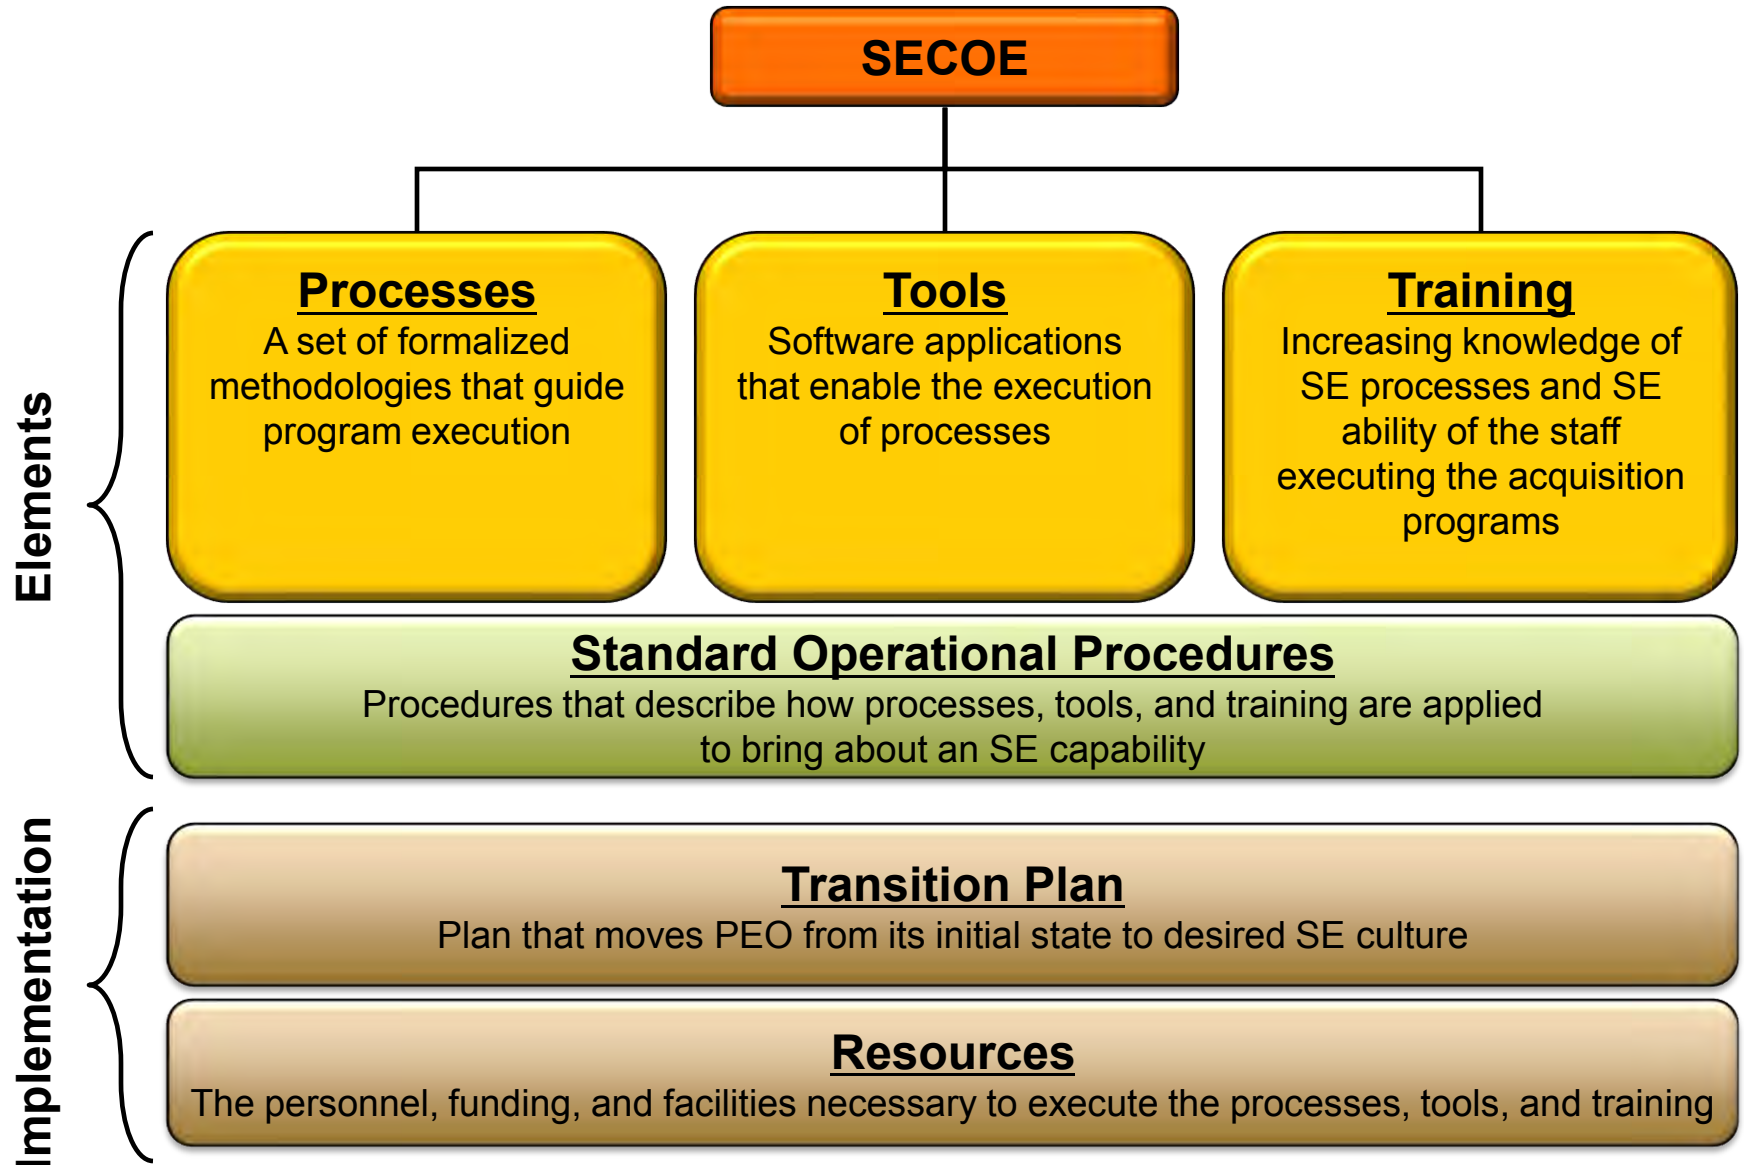 SECOE
Elements
Processes
A set of formalized
methodologies that guide
program execution
Tools
Software applications
that enable the execution
of processes
Training
Increasing knowledge of
SE processes and SE
ability of the staff
executing the acquisition
programs
Standard Operational Procedures
Procedures that describe how processes, tools, and training are applied
to bring about an SE capability
Implementation
Transition Plan
Plan that moves PEO from its initial state to desired SE culture
Resources
The personnel, funding, and facilities necessary to execute the processes, tools, and training